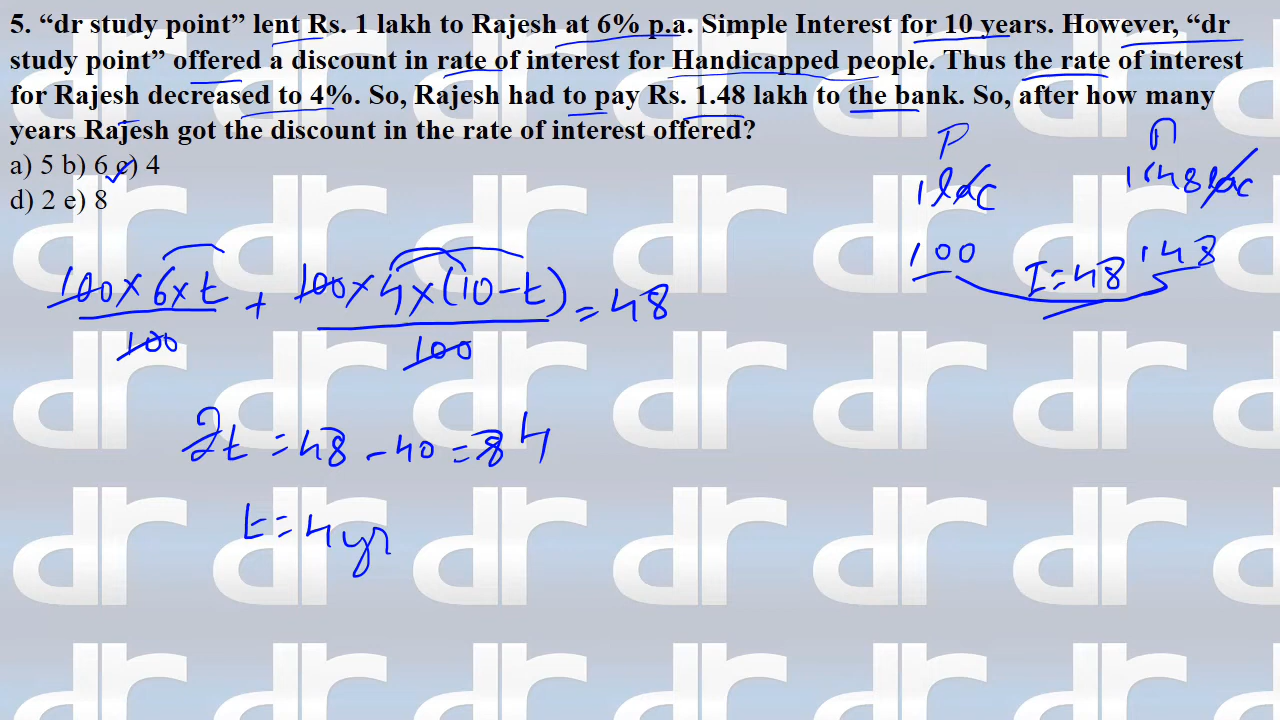 5. “dr study point” lent Rs. 1 lakh to Rajesh at 6% p.a. Simple Interest for 10 years. However, “dr
study point” offered a discount in rate of interest for Handicapped people. Thus the rate of interest
for Rajesh decreased to 4%. So, Rajesh had to pay Rs. 1.48 lakh to the bank. So, after how many
years Rajesh got the discount in the rate of interest offered?
a) 5 b) 6 c) 4
d) 2 e) 8
P
1 lac 1.48 lac
100 I = 48 148
100 × 6 × t / 100 + 100 × 4 × (10 - t) / 100 = 48
2t = 48 - 40 = 8 4
t = 4 yr
dr